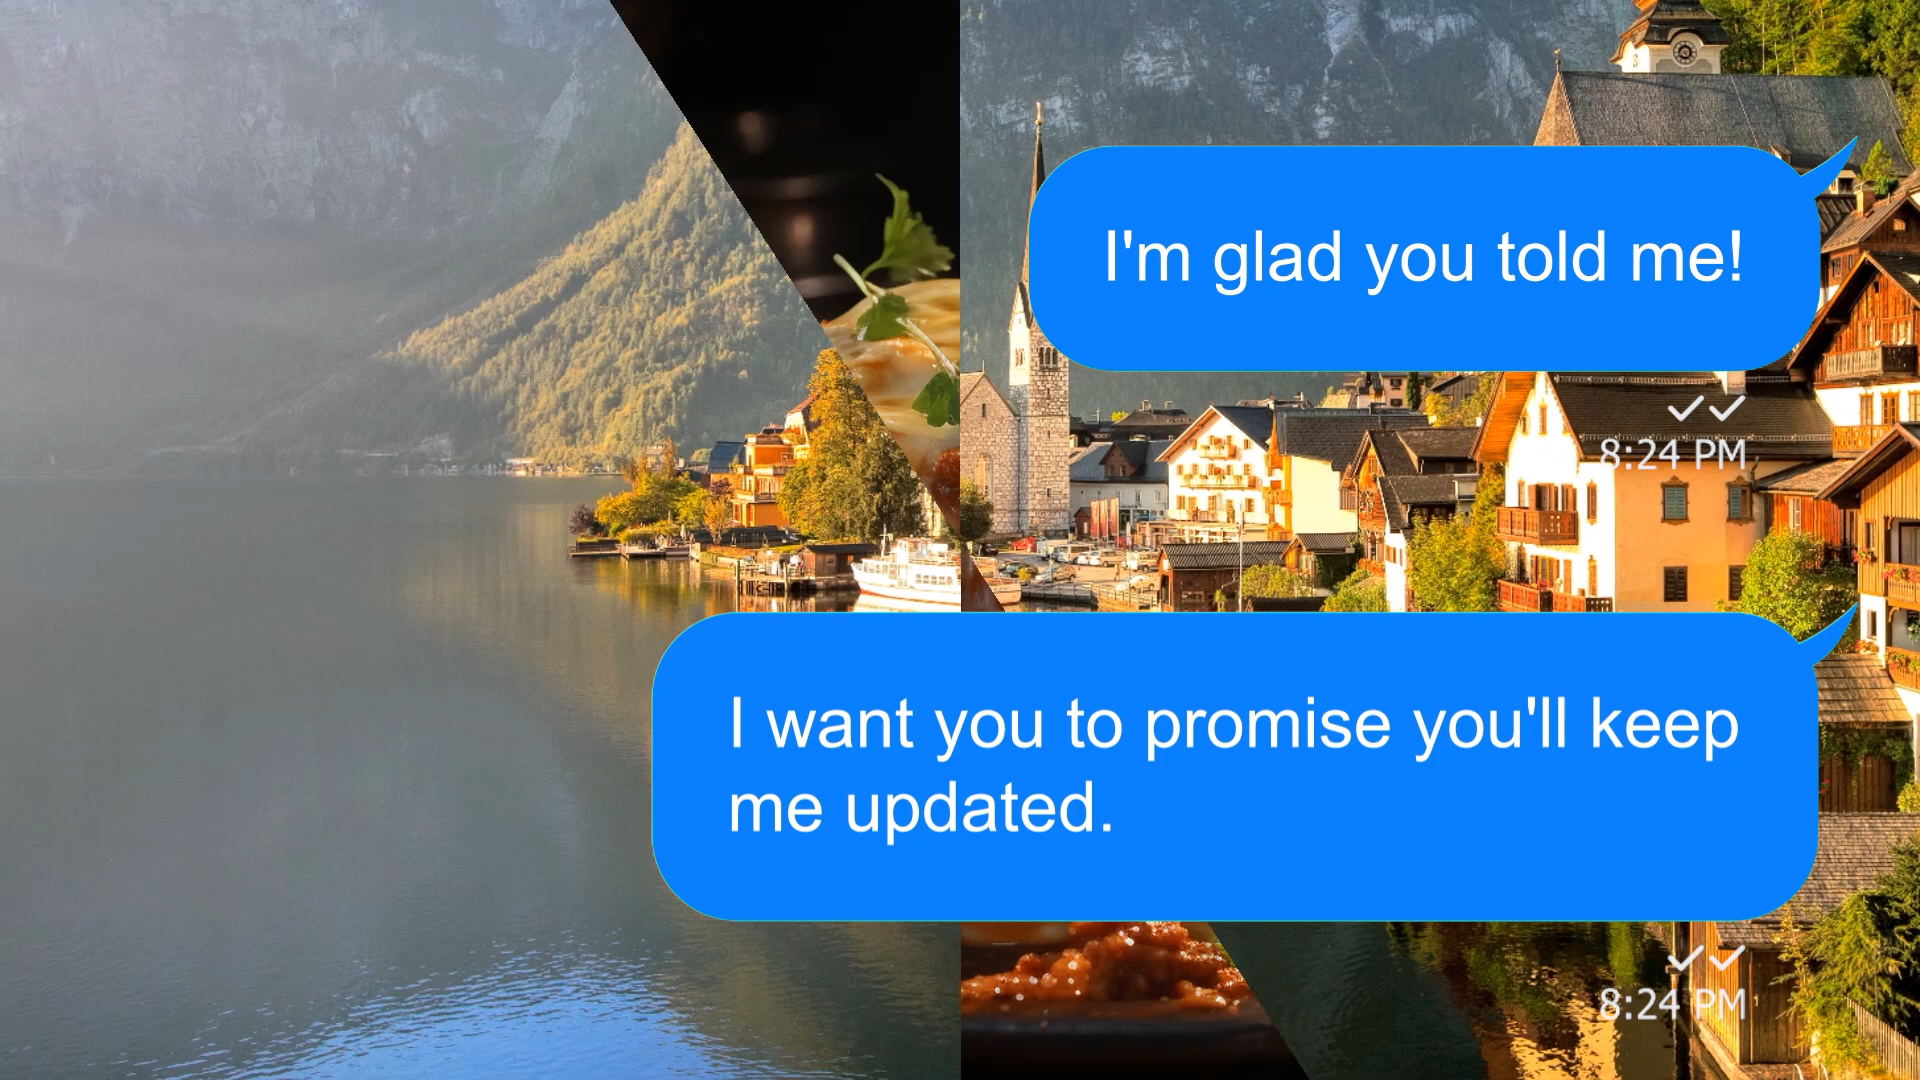 I'm glad you told me!
8:24 PM
I want you to promise you'll keep
me updated.
8:24 PM